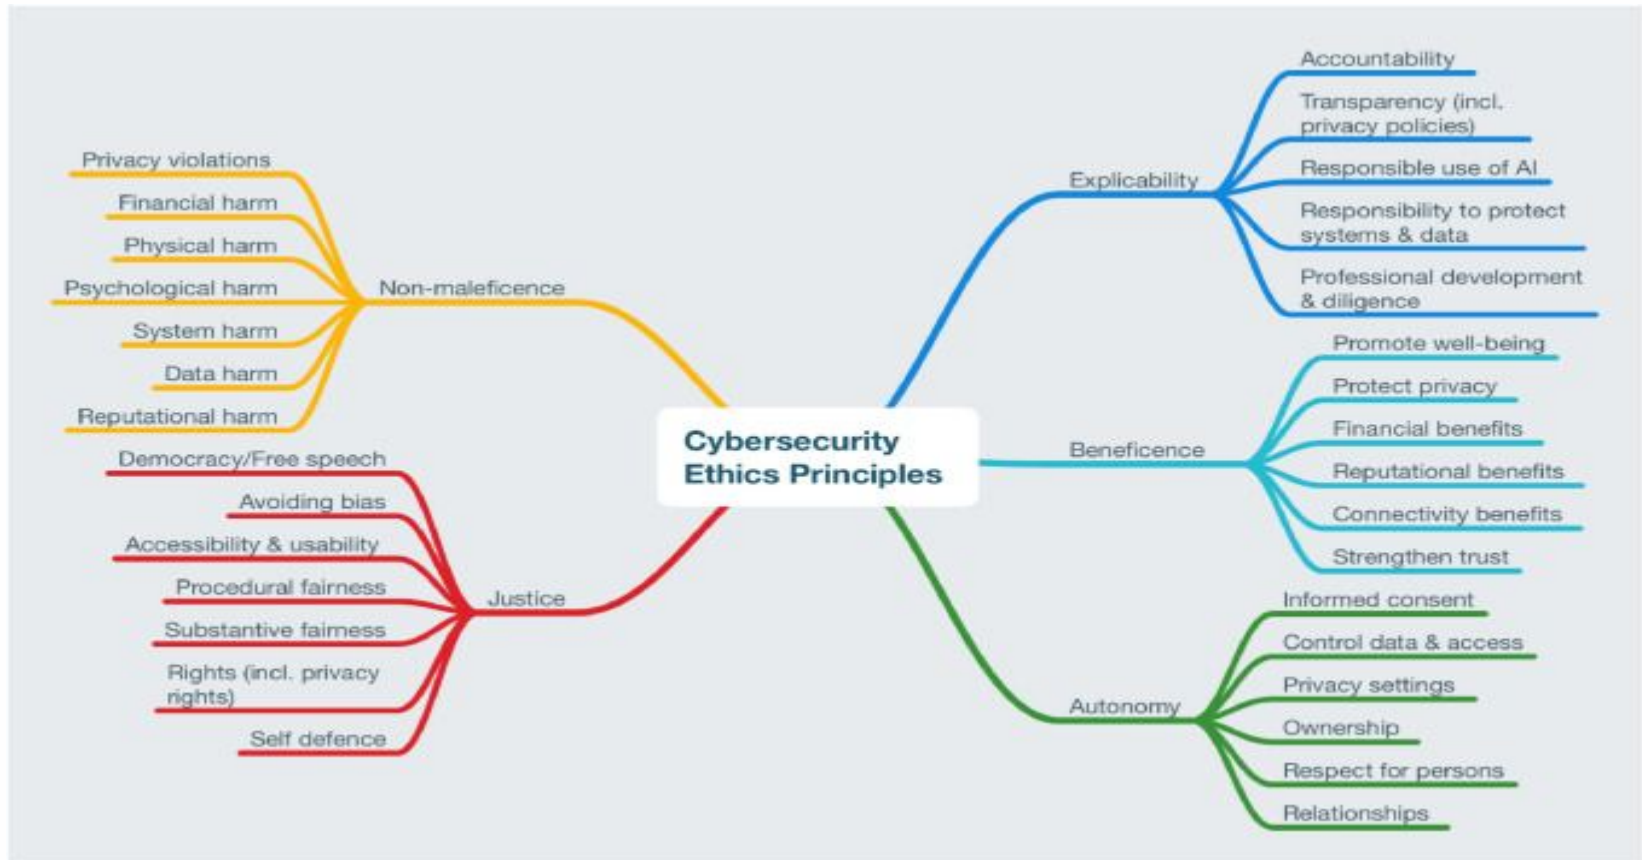 Cybersecurity
Ethics Principles
Explicability
Accountability
Transparency (incl.
privacy policies)
Responsible use of AI
Responsibility to protect
systems & data
Professional development
& diligence
Beneficence
Promote well-being
Protect privacy
Financial benefits
Reputational benefits
Connectivity benefits
Strengthen trust
Autonomy
Informed consent
Control data & access
Privacy settings
Ownership
Respect for persons
Relationships
Non-maleficence
Privacy violations
Financial harm
Physical harm
Psychological harm
System harm
Data harm
Reputational harm
Justice
Democracy/Free speech
Avoiding bias
Accessibility & usability
Procedural fairness
Substantive fairness
Rights (incl. privacy
rights)
Self defence